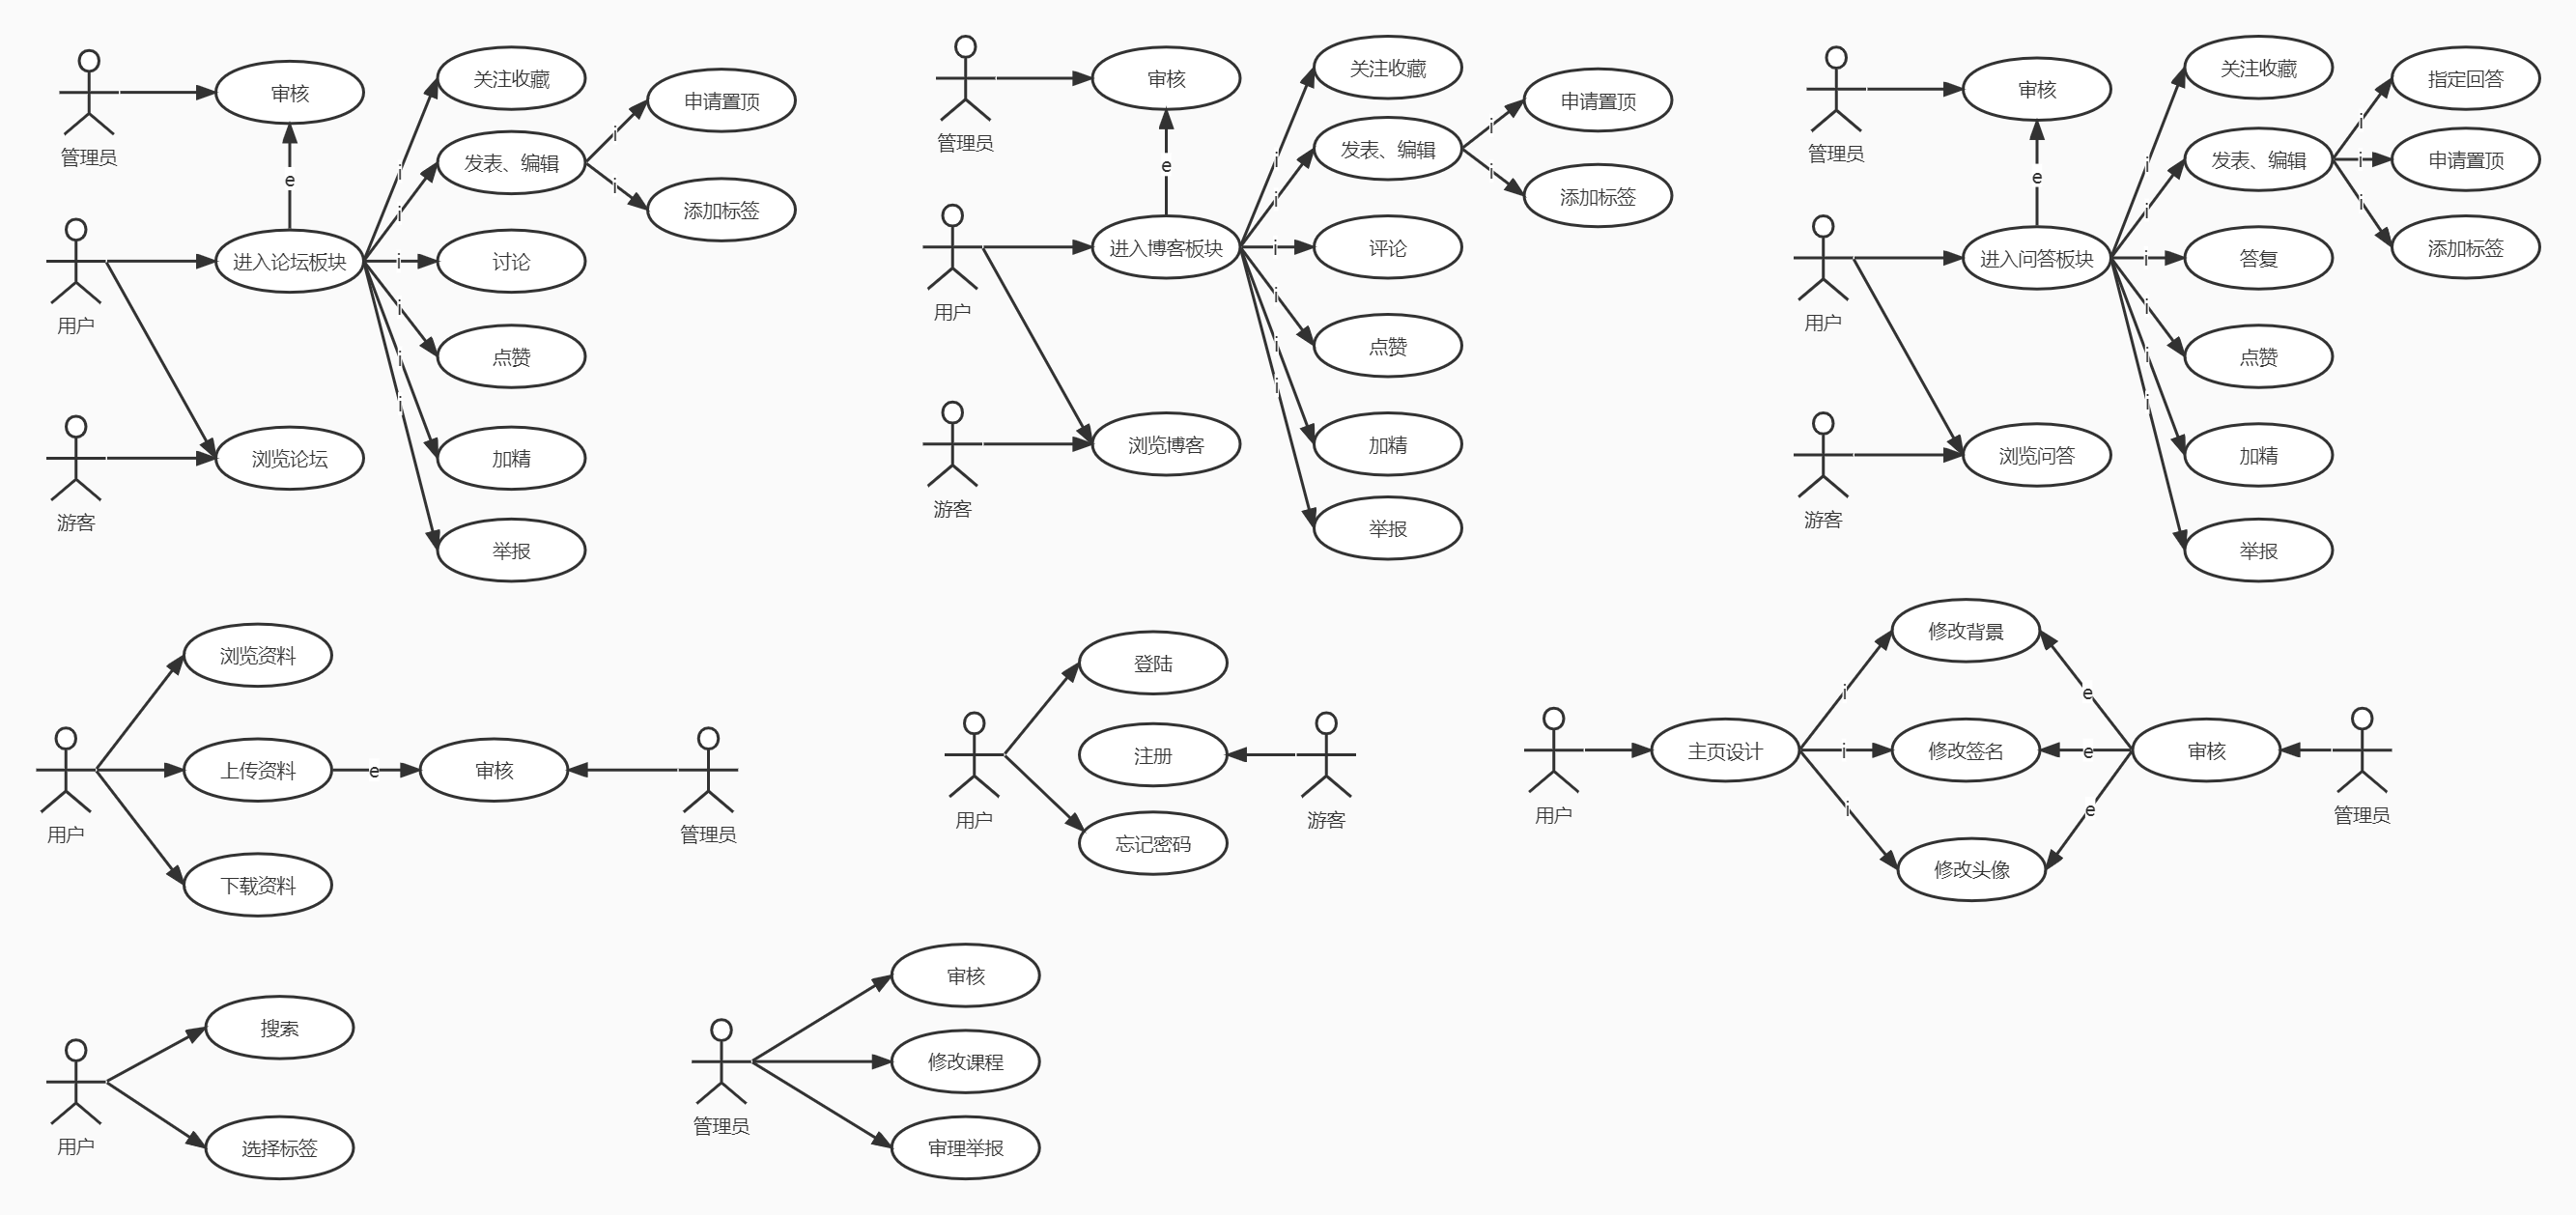 管理员
审核
关注收藏
发表、编辑
申请置顶
添加标签
i
i
e
用户
进入论坛板块
讨论
点赞
加精
举报
i
i
i
i
i
i
游客
浏览论坛
管理员
审核
关注收藏
发表、编辑
申请置顶
添加标签
i
i
e
用户
进入博客板块
评论
点赞
加精
举报
i
i
i
i
i
i
游客
浏览博客
管理员
审核
关注收藏
发表、编辑
指定回答
申请置顶
添加标签
i
i
i
e
用户
进入问答板块
答复
点赞
加精
举报
i
i
i
i
i
i
游客
浏览问答
浏览资料
用户
上传资料
e
审核
管理员
下载资料
登陆
用户
注册
游客
忘记密码
修改背景
i
e
用户
主页设计
i
修改签名
e
审核
管理员
i
e
修改头像
搜索
用户
选择标签
审核
管理员
修改课程
审理举报